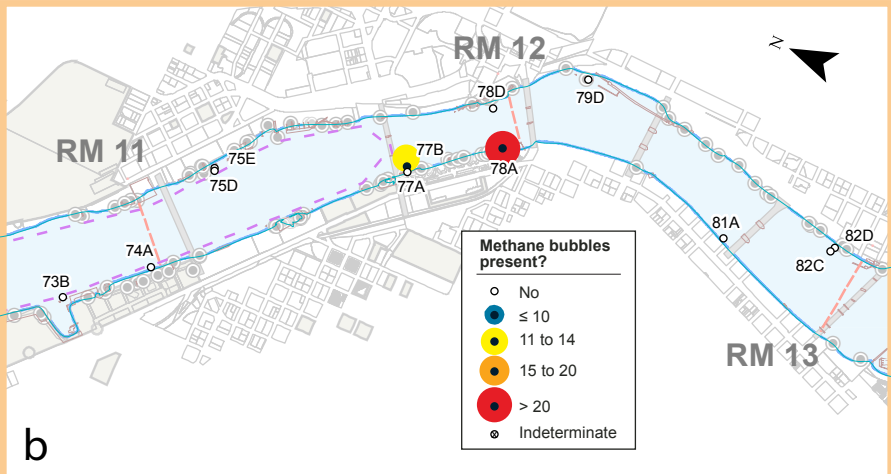 RM 12
N
78D
79D
RM 11
75E
75D
77B
77A
78A
74A
73B
81A
82D
82C
RM 13
Methane bubbles
present?
No
≤ 10
11 to 14
15 to 20
> 20
Indeterminate
b